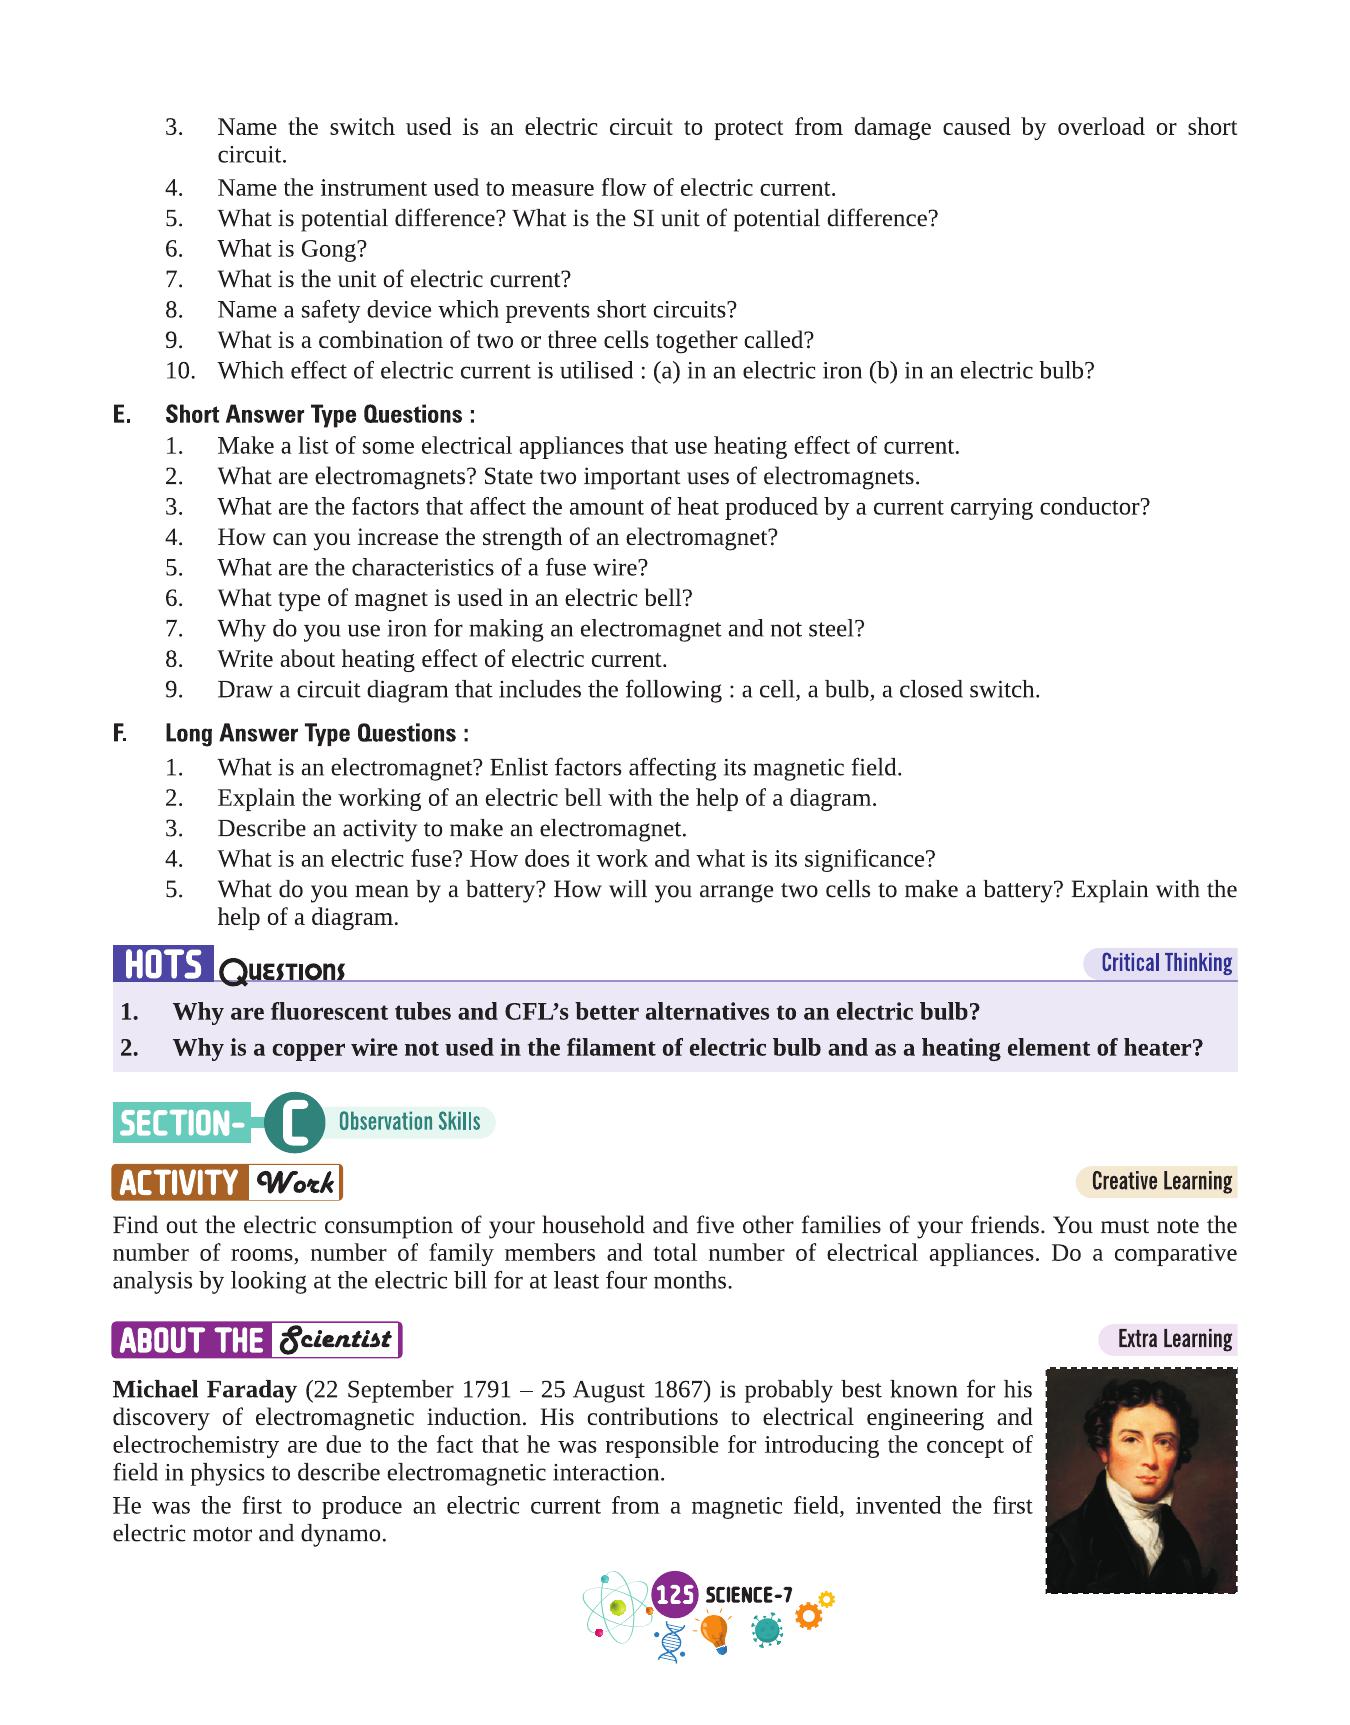 3. Name the switch used is an electric circuit to protect from damage caused by overload or short
circuit.
4. Name the instrument used to measure flow of electric current.
5. What is potential difference? What is the SI unit of potential difference?
6. What is Gong?
7. What is the unit of electric current?
8. Name a safety device which prevents short circuits?
9. What is a combination of two or three cells together called?
10. Which effect of electric current is utilised : (a) in an electric iron (b) in an electric bulb?
E. Short Answer Type Questions :
1. Make a list of some electrical appliances that use heating effect of current.
2. What are electromagnets? State two important uses of electromagnets.
3. What are the factors that affect the amount of heat produced by a current carrying conductor?
4. How can you increase the strength of an electromagnet?
5. What are the characteristics of a fuse wire?
6. What type of magnet is used in an electric bell?
7. Why do you use iron for making an electromagnet and not steel?
8. Write about heating effect of electric current.
9. Draw a circuit diagram that includes the following : a cell, a bulb, a closed switch.
F. Long Answer Type Questions :
1. What is an electromagnet? Enlist factors affecting its magnetic field.
2. Explain the working of an electric bell with the help of a diagram.
3. Describe an activity to make an electromagnet.
4. What is an electric fuse? How does it work and what is its significance?
5. What do you mean by a battery? How will you arrange two cells to make a battery? Explain with the
help of a diagram.
HOTS Questions Critical Thinking
1. Why are fluorescent tubes and CFL’s better alternatives to an electric bulb?
2. Why is a copper wire not used in the filament of electric bulb and as a heating element of heater?
SECTION- C Observation Skills
ACTIVITY Work Creative Learning
Find out the electric consumption of your household and five other families of your friends. You must note the
number of rooms, number of family members and total number of electrical appliances. Do a comparative
analysis by looking at the electric bill for at least four months.
ABOUT THE Scientist Extra Learning
Michael Faraday (22 September 1791 – 25 August 1867) is probably best known for his
discovery of electromagnetic induction. His contributions to electrical engineering and
electrochemistry are due to the fact that he was responsible for introducing the concept of
field in physics to describe electromagnetic interaction.
He was the first to produce an electric current from a magnetic field, invented the first
electric motor and dynamo.
125 SCIENCE-7